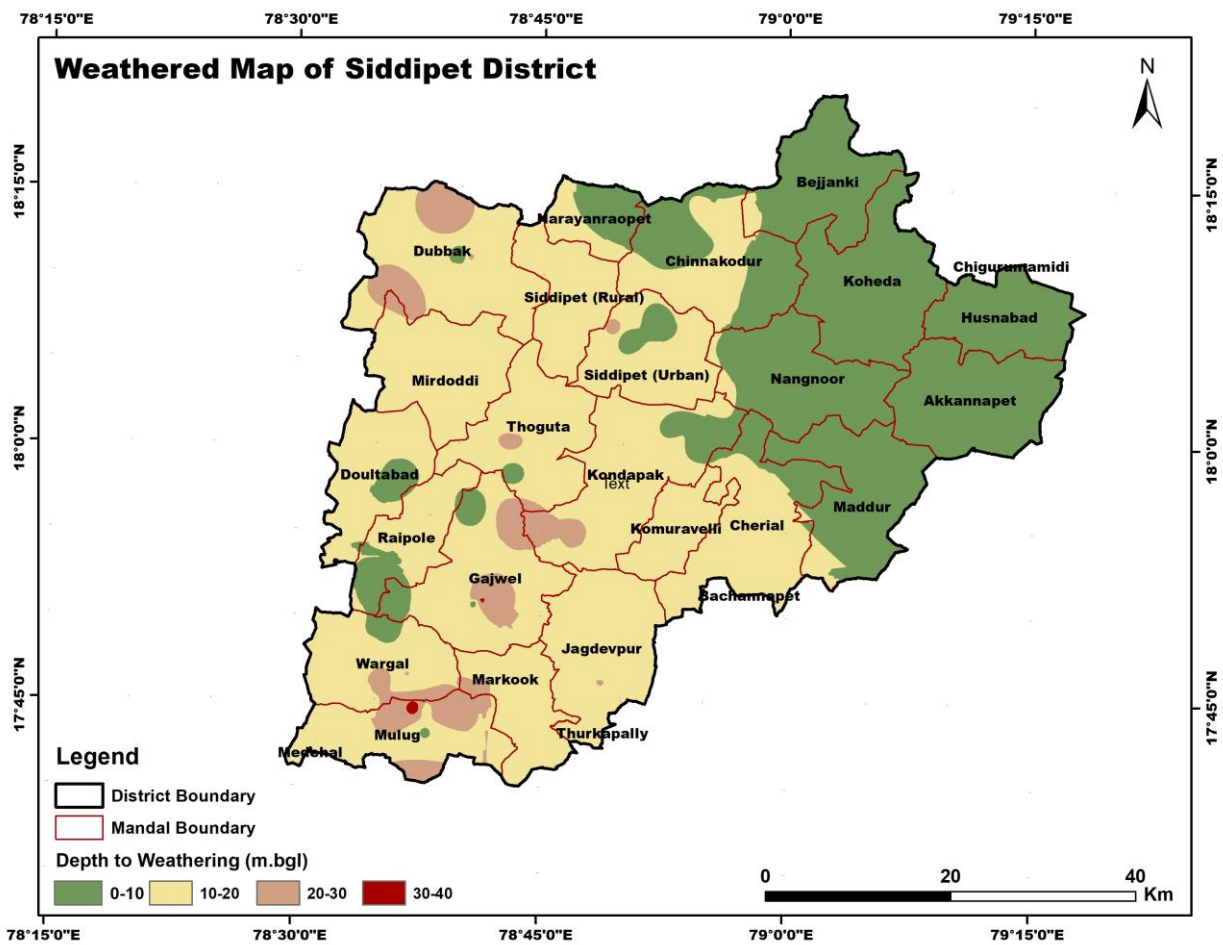 78°15'0"E 78°30'0"E 78°45'0"E 79°0'0"E 79°15'0"E
Weathered Map of Siddipet District
N
18°15'0"N
18°15'0"N
Bejjanki
Narayanraopet
Dubbak
Chinnakodur
Chigurumamidi
Koheda
Siddipet (Rural)
Husnabad
Siddipet (Urban)
Nangnoor
Mirdoddi
Akkannapet
Thoguta
18°0'0"N
18°0'0"N
Doultabad
Kondapak
Text
Maddur
Komuravelli
Cherial
Raipole
Gajwel
Bachannapet
Jagdevpur
Wargal
Markook
17°45'0"N
17°45'0"N
Mulug
Thurkapally
Medchal
Legend
District Boundary
Mandal Boundary
Depth to Weathering (m.bgl)
0-10 10-20 20-30 30-40
0 20 40
Km
78°15'0"E 78°30'0"E 78°45'0"E 79°0'0"E 79°15'0"E